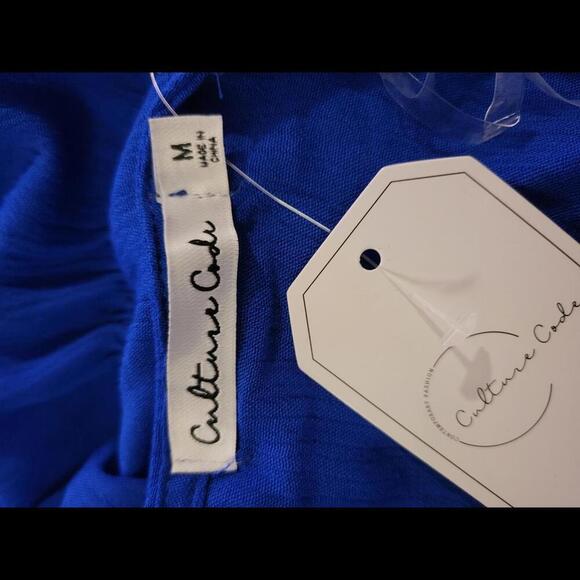 M
MADE IN
CHINA
Culture Code
Culture Code
CONTEMPORARY FASHION